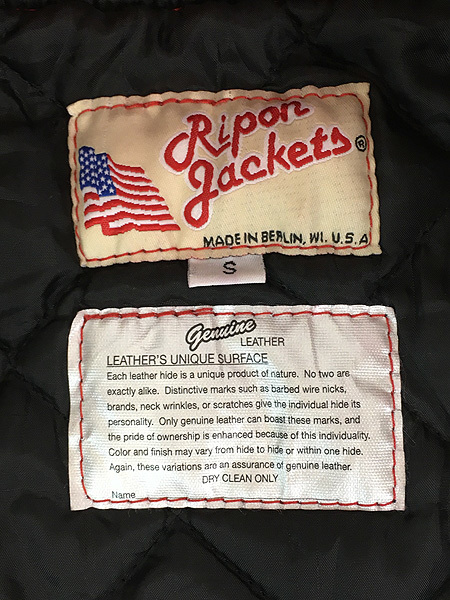 Ripon
Jackets®
MADE IN BERLIN, WI. U.S.A
S
Genuine
LEATHER
LEATHER'S UNIQUE SURFACE
Each leather hide is a unique product of nature. No two are
exactly alike. Distinctive marks such as barbed wire nicks,
brands, neck wrinkles, or scratches give the individual hide its
personality. Only genuine leather can boast these marks, and
the pride of ownership is enhanced because of this individuality.
Color and finish may vary from hide to hide or within one hide.
Again, these variations are an assurance of genuine leather.
DRY CLEAN ONLY
Name